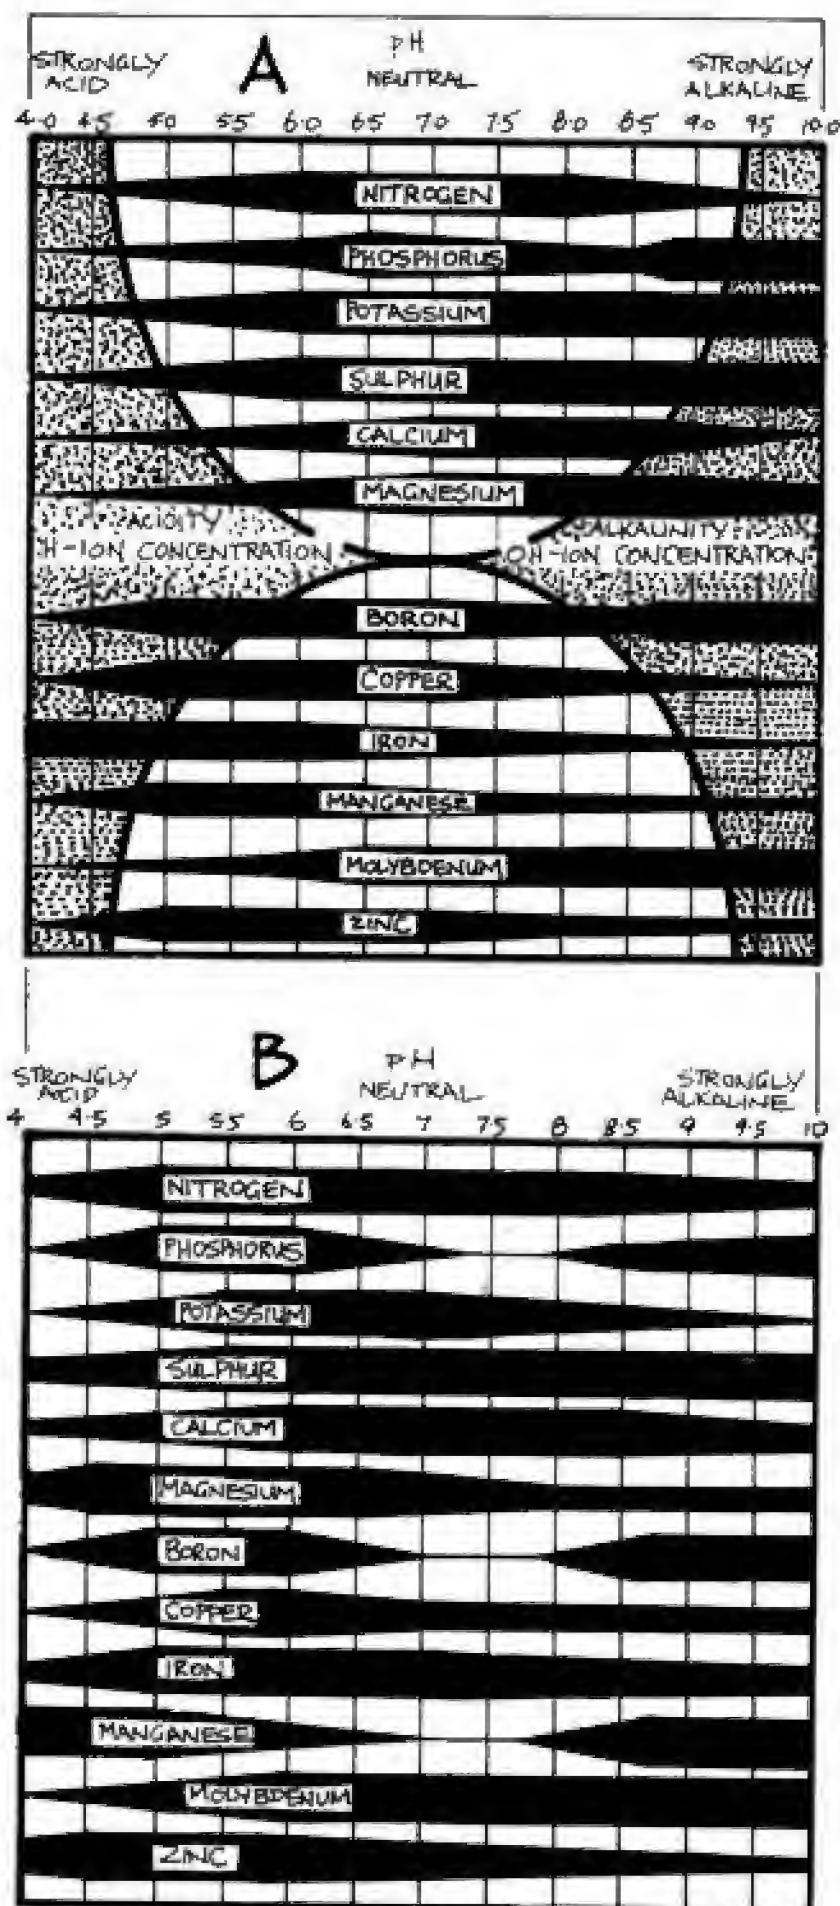 A
pH
STRONGLY
ACID
NEUTRAL
STRONGLY
ALKALINE
4.0 4.5 5.0 5.5 6.0 6.5 7.0 7.5 8.0 8.5 9.0 9.5 10.0
NITROGEN
PHOSPHORUS
POTASSIUM
SULPHUR
CALCIUM
MAGNESIUM
ACIDITY
H-ION CONCENTRATION
ALKALINITY
OH-ION CONCENTRATION
BORON
COPPER
IRON
MANGANESE
MOLYBDENUM
ZINC
B
pH
STRONGLY
ACID
NEUTRAL
STRONGLY
ALKALINE
4 4.5 5 5.5 6 6.5 7 7.5 8 8.5 9 9.5 10
NITROGEN
PHOSPHORUS
POTASSIUM
SULPHUR
CALCIUM
MAGNESIUM
BORON
COPPER
IRON
MANGANESE
MOLYBDENUM
ZINC